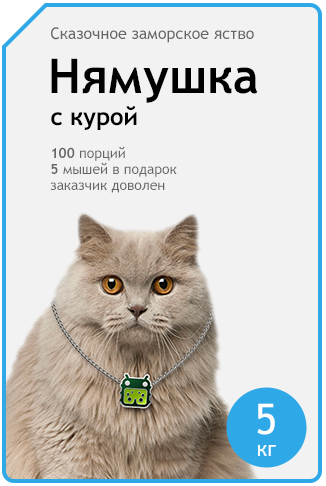 Сказочное заморское яство
Нямушка
с курой
100 порций
5 мышей в подарок
заказчик доволен
5
кг